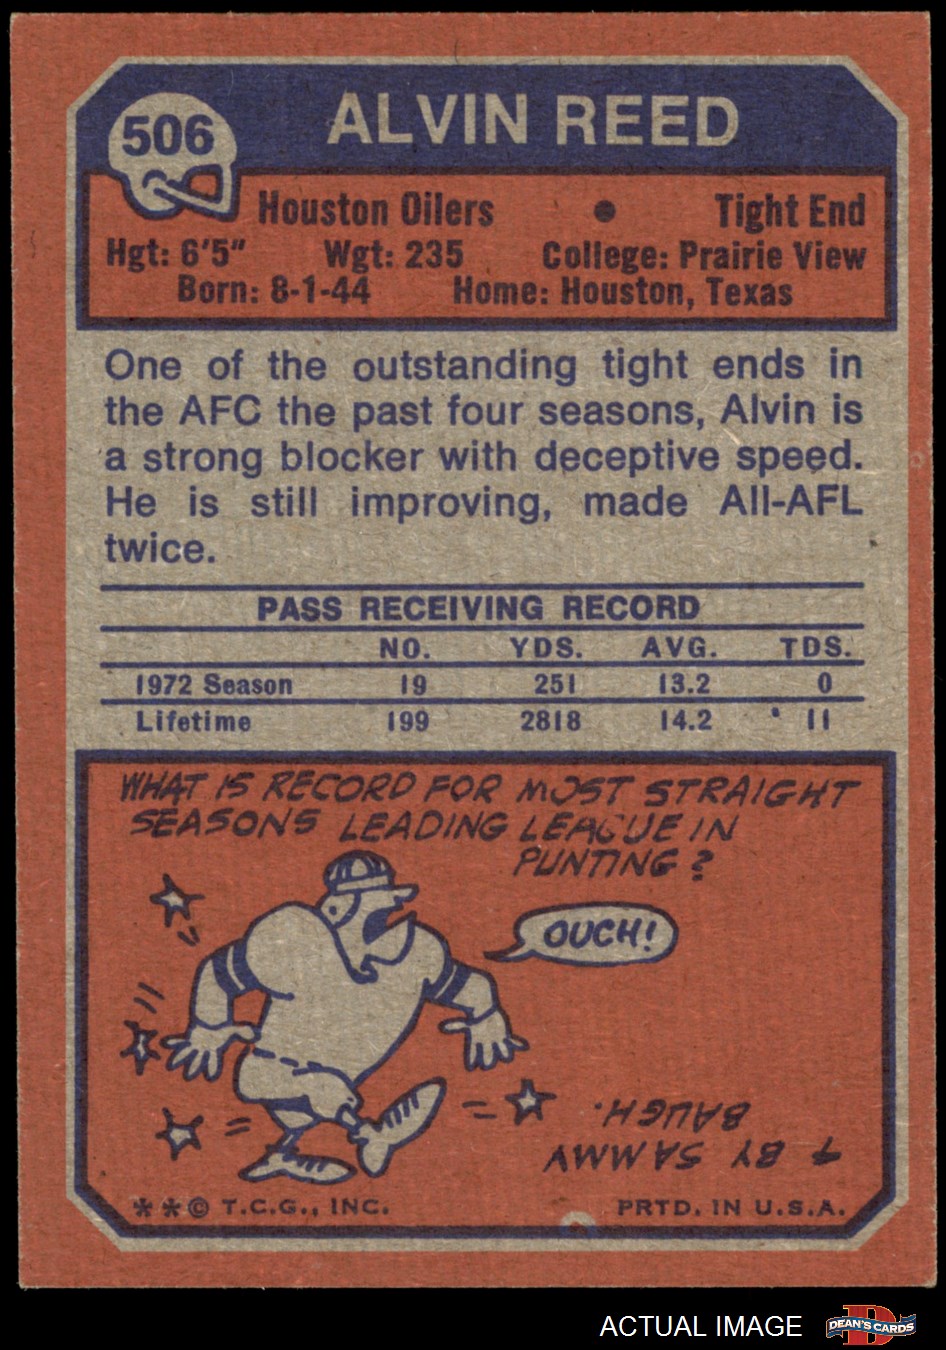 506
ALVIN REED
Houston Oilers ● Tight End
Hgt: 6'5" Wgt: 235 College: Prairie View
Born: 8-1-44 Home: Houston, Texas
One of the outstanding tight ends in
the AFC the past four seasons, Alvin is
a strong blocker with deceptive speed.
He is still improving, made All-AFL
twice.
PASS RECEIVING RECORD
NO. YDS. AVG. TDS.
1972 Season 19 251 13.2 0
Lifetime 199 2818 14.2 11
WHAT IS RECORD FOR MOST STRAIGHT
SEASONS LEADING LEAGUE IN
PUNTING?
OUCH!
4 BY SAMMY
BAUGH.
**© T.C.G., INC. PRTD. IN U.S.A.
ACTUAL IMAGE
D
DEAN'S CARDS